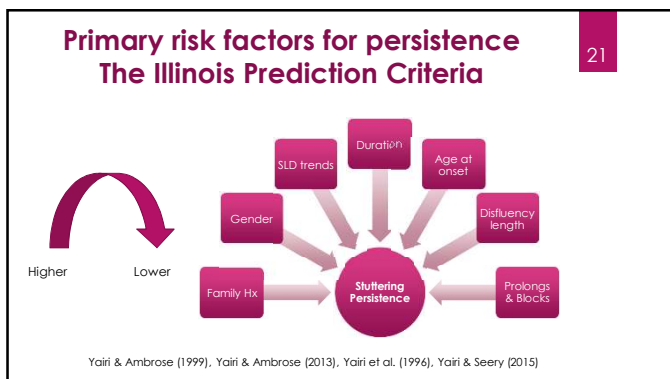 Primary risk factors for persistence
The Illinois Prediction Criteria
21
Higher
Lower
Family Hx
Gender
SLD trends
Duration
Age at
onset
Disfluency
length
Prolongs
& Blocks
Stuttering
Persistence
Yairi & Ambrose (1999), Yairi & Ambrose (2013), Yairi et al. (1996), Yairi & Seery (2015)